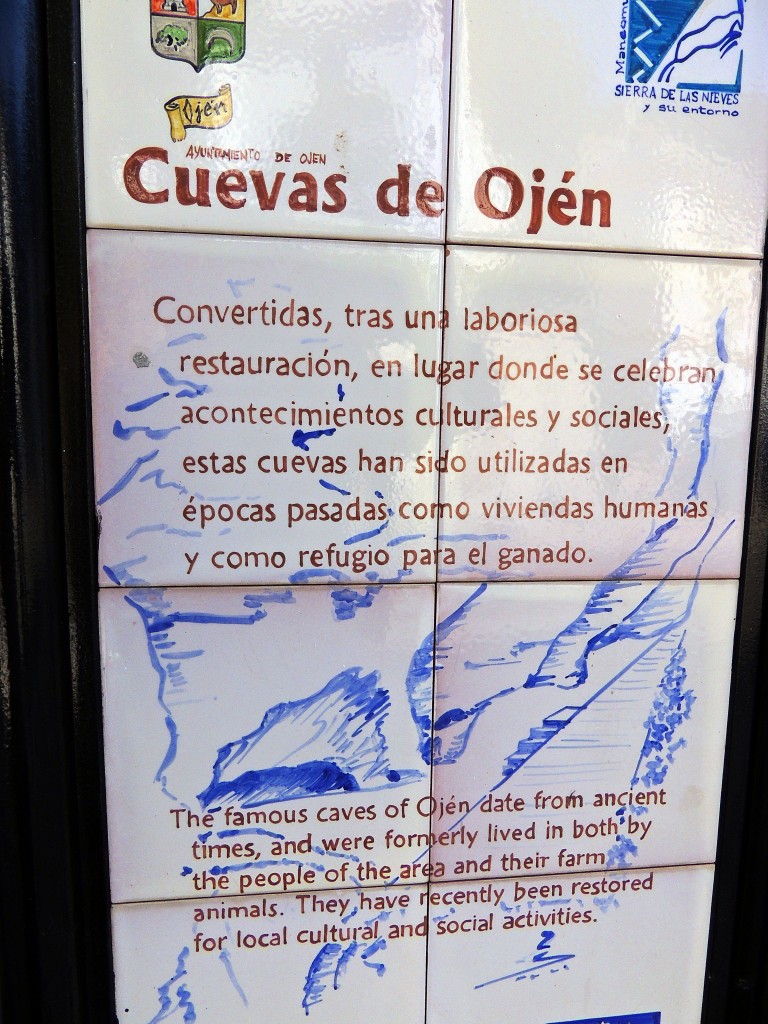 Ojén
Mancomu
SIERRA DE LAS NIEVES
y su entorno
AYUNTAMIENTO DE OJEN
Cuevas de Ojén
Convertidas, tras una laboriosa
restauración, en lugar donde se celebran
acontecimientos culturales y sociales,
estas cuevas han sido utilizadas en
épocas pasadas como viviendas humanas
y como refugio para el ganado.
The famous caves of Ojén date from ancient
times, and were formerly lived in both by
the people of the area and their farm
animals. They have recently been restored
for local cultural and social activities.